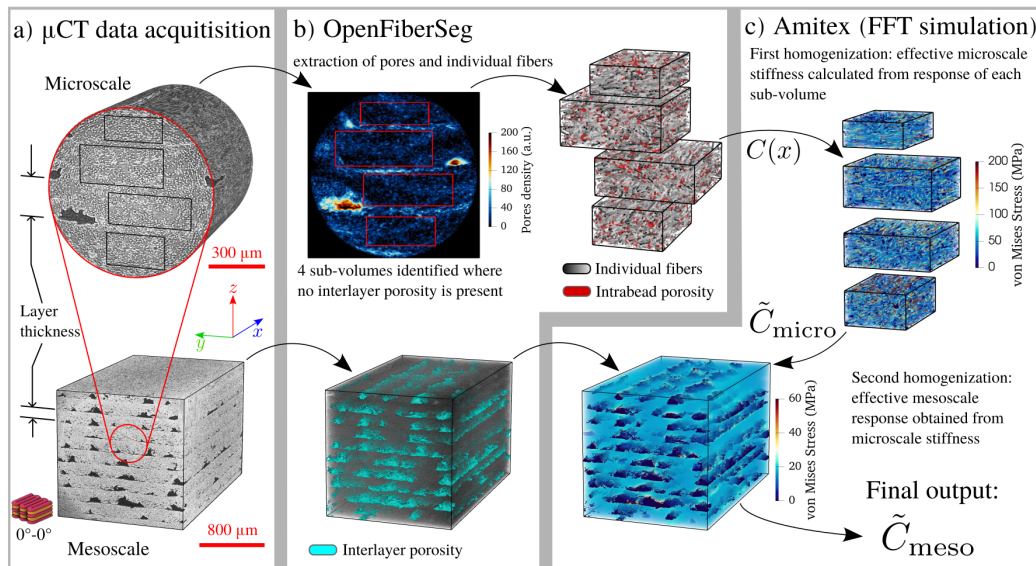 a) μCT data acquitisition
Microscale
300 μm
Layer
thickness
z
y
x
0°-0°
800 μm
Mesoscale
b) OpenFiberSeg
extraction of pores and individual fibers
200
160
120
80
40
0
Pores density (a.u.)
4 sub-volumes identified where
no interlayer porosity is present
Individual fibers
Intrabead porosity
Interlayer porosity
c) Amitex (FFT simulation)
First homogenization: effective microscale
stiffness calculated from response of each
sub-volume
C(x)
200
150
100
50
0
von Mises Stress (MPa)
C̃micro
Second homogenization:
effective mesoscale
response obtained from
microscale stiffness
60
40
20
0
von Mises Stress (MPa)
Final output:
C̃meso